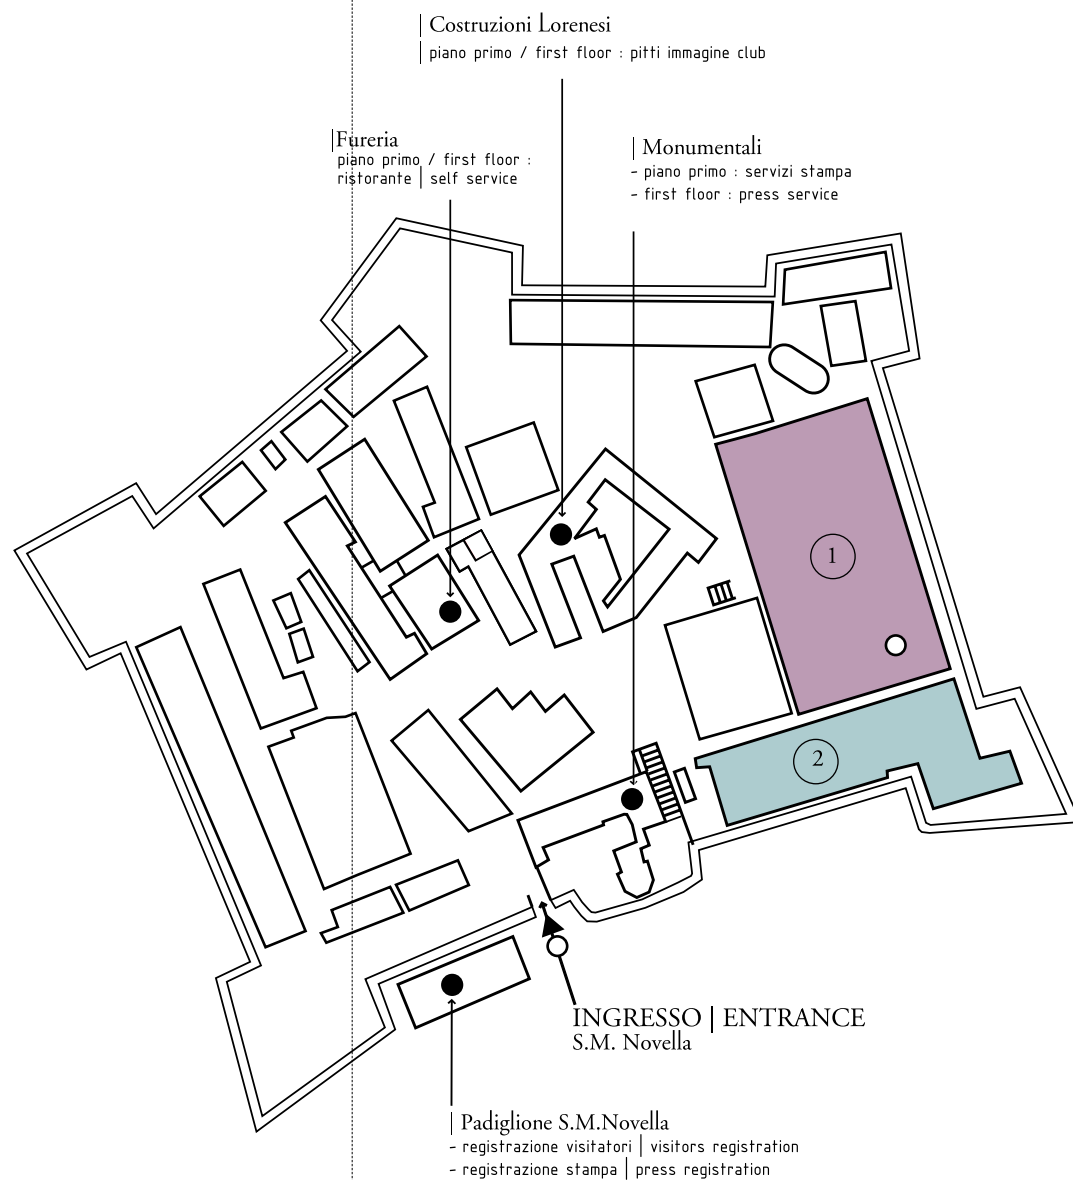 Costruzioni Lorenesi
piano primo / first floor : pitti immagine club
Fureria
piano primo / first floor :
ristorante | self service
Monumentali
- piano primo : servizi stampa
- first floor : press service
1
2
INGRESSO | ENTRANCE
S.M. Novella
Padiglione S.M.Novella
- registrazione visitatori | visitors registration
- registrazione stampa | press registration